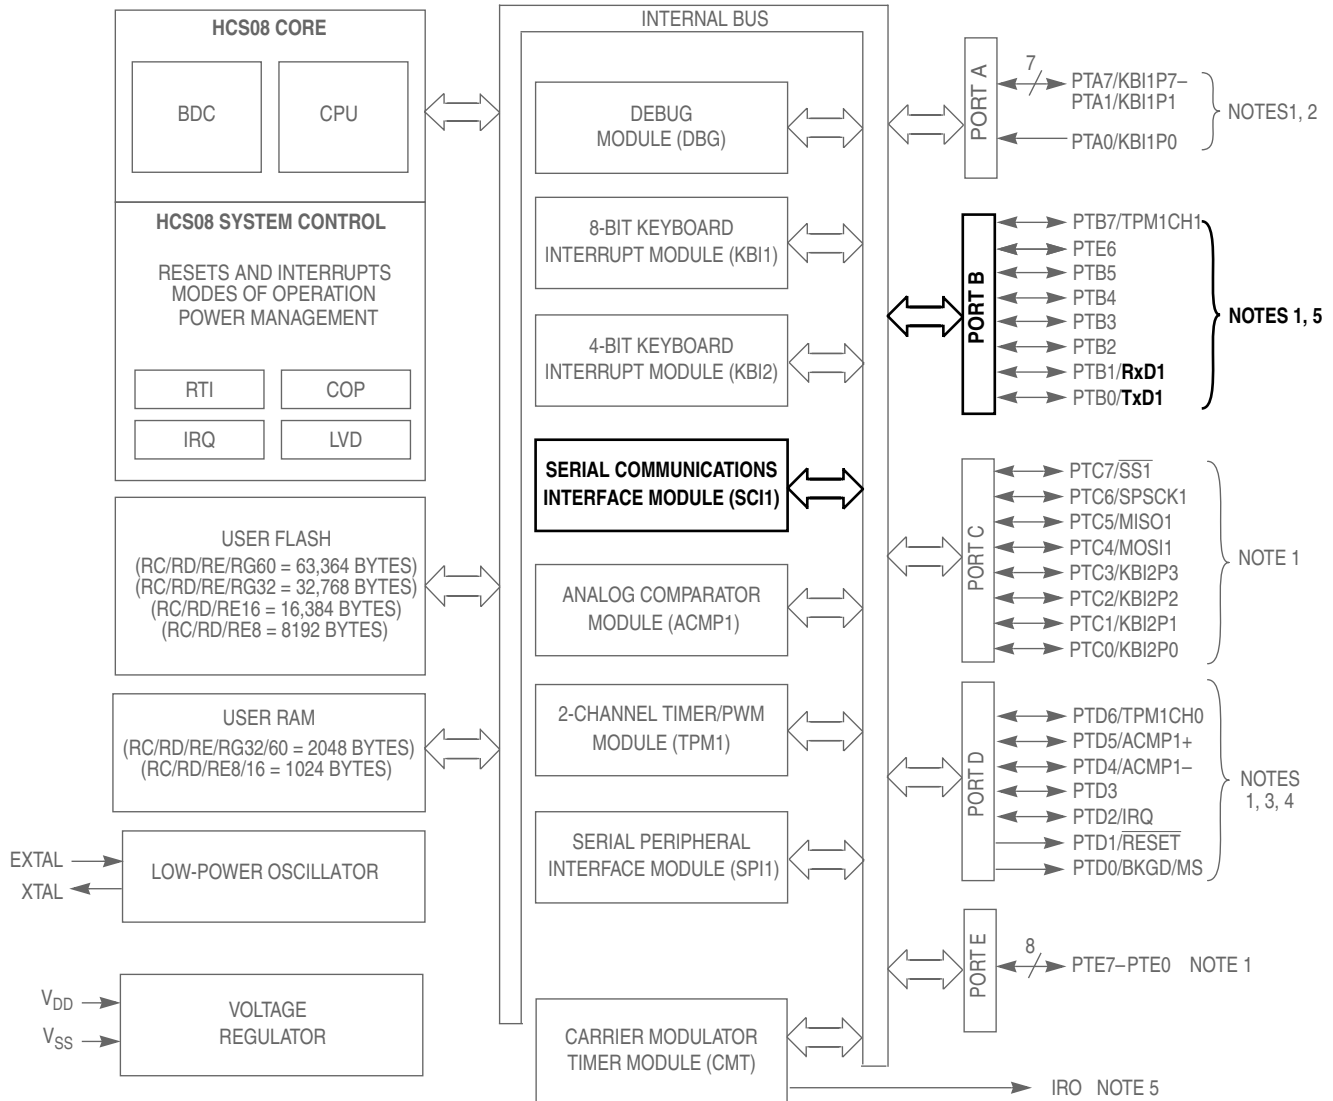 HCS08 CORE
BDC
CPU
HCS08 SYSTEM CONTROL
RESETS AND INTERRUPTS
MODES OF OPERATION
POWER MANAGEMENT
RTI
COP
IRQ
LVD
USER FLASH
(RC/RD/RE/RG60 = 63,364 BYTES)
(RC/RD/RE/RG32 = 32,768 BYTES)
(RC/RD/RE16 = 16,384 BYTES)
(RC/RD/RE8 = 8192 BYTES)
USER RAM
(RC/RD/RE/RG32/60 = 2048 BYTES)
(RC/RD/RE8/16 = 1024 BYTES)
EXTAL
XTAL
LOW-POWER OSCILLATOR
VDD
VSS
VOLTAGE
REGULATOR
INTERNAL BUS
DEBUG
MODULE (DBG)
8-BIT KEYBOARD
INTERRUPT MODULE (KBI1)
4-BIT KEYBOARD
INTERRUPT MODULE (KBI2)
SERIAL COMMUNICATIONS
INTERFACE MODULE (SCI1)
ANALOG COMPARATOR
MODULE (ACMP1)
2-CHANNEL TIMER/PWM
MODULE (TPM1)
SERIAL PERIPHERAL
INTERFACE MODULE (SPI1)
CARRIER MODULATOR
TIMER MODULE (CMT)
PORT A
7
PTA7/KBI1P7–
PTA1/KBI1P1
PTA0/KBI1P0
NOTES1, 2
PORT B
PTB7/TPM1CH1
PTE6
PTB5
PTB4
PTB3
PTB2
PTB1/RxD1
PTB0/TxD1
NOTES 1, 5
PORT C
PTC7/SS1
PTC6/SPSCK1
PTC5/MISO1
PTC4/MOSI1
PTC3/KBI2P3
PTC2/KBI2P2
PTC1/KBI2P1
PTC0/KBI2P0
NOTE 1
PORT D
PTD6/TPM1CH0
PTD5/ACMP1+
PTD4/ACMP1–
PTD3
PTD2/IRQ
PTD1/RESET
PTD0/BKGD/MS
NOTES
1, 3, 4
PORT E
8
PTE7–PTE0 NOTE 1
IRO NOTE 5